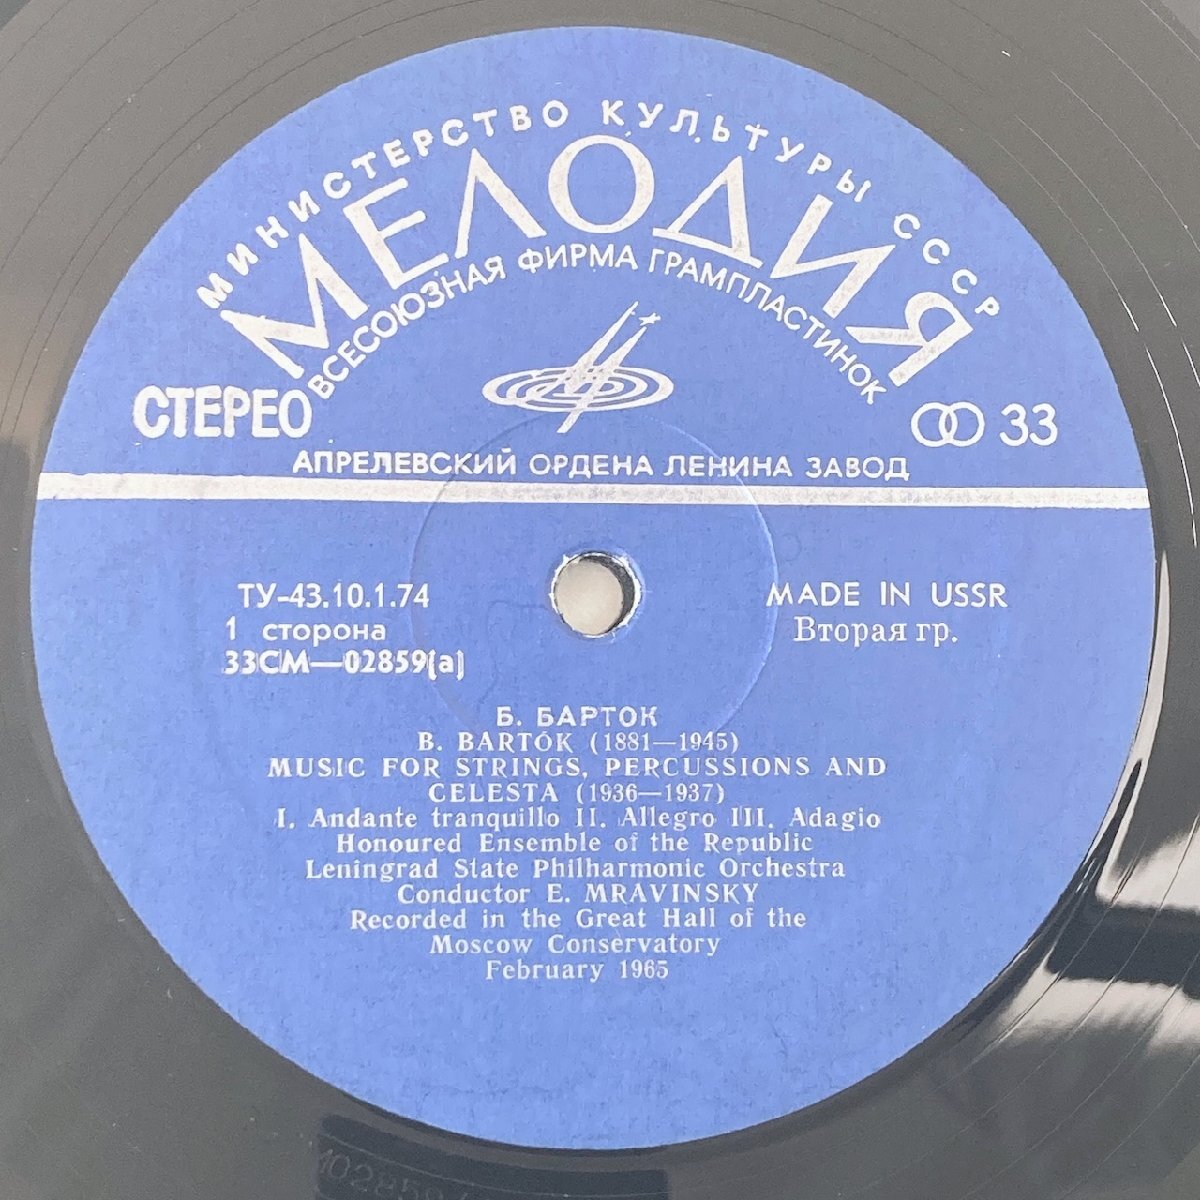 МИНИСТЕРСТВО КУЛЬТУРЫ СССР
МЕЛОДИЯ
ВСЕСОЮЗНАЯ ФИРМА ГРАМПЛАСТИНОК
СТЕРЕО
33
АПРЕЛЕВСКИЙ ОРДЕНА ЛЕНИНА ЗАВОД
ТУ-43.10.1.74
1 сторона
33СМ—02859(а)
MADE IN USSR
Вторая гр.
Б. БАРТОК
B. BARTÓK (1881—1945)
MUSIC FOR STRINGS, PERCUSSIONS AND
CELESTA (1936—1937)
I. Andante tranquillo II. Allegro III. Adagio
Honoured Ensemble of the Republic
Leningrad State Philharmonic Orchestra
Conductor E. MRAVINSKY
Recorded in the Great Hall of the
Moscow Conservatory
February 1965